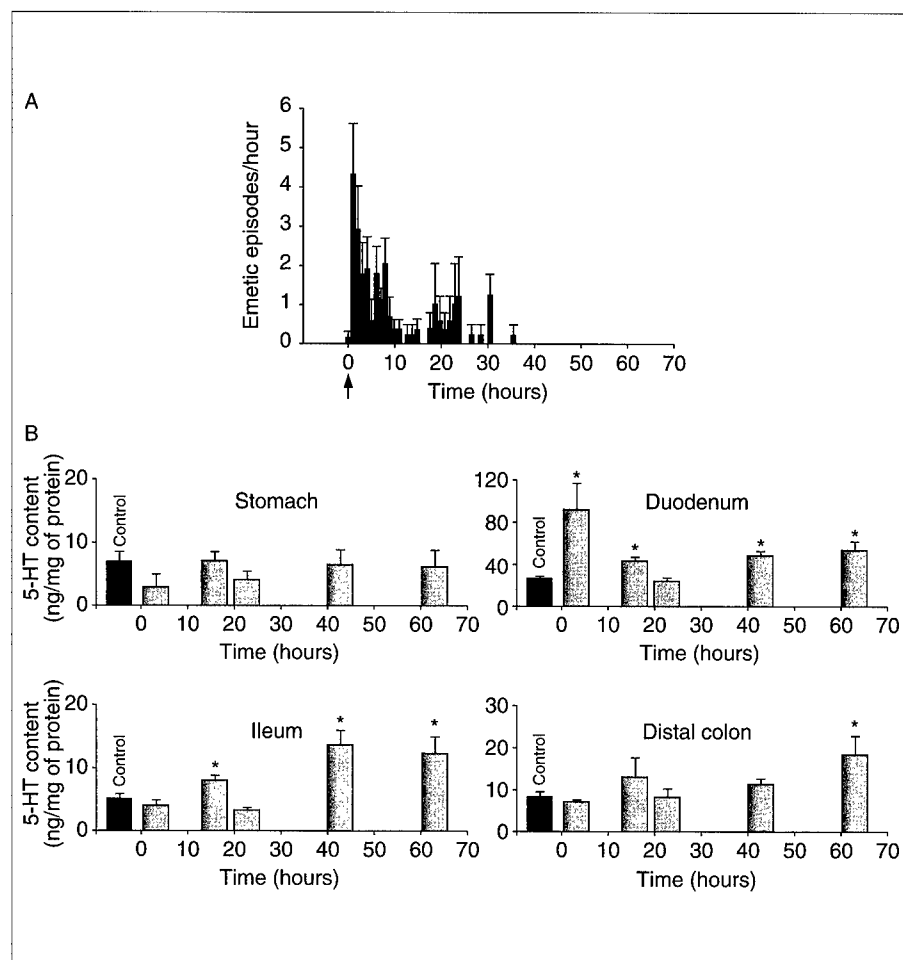 A
Emetic episodes/hour
6
5
4
3
2
1
0
0 10 20 30 40 50 60 70
Time (hours)
B
5-HT content
(ng/mg of protein)
20
10
0
Control
Stomach
0 10 20 30 40 50 60 70
Time (hours)
120
80
40
0
Control
*
*
*
*
Duodenum
0 10 20 30 40 50 60 70
Time (hours)
5-HT content
(ng/mg of protein)
20
10
0
Control
*
*
*
Ileum
0 10 20 30 40 50 60 70
Time (hours)
30
20
10
0
Control
*
Distal colon
0 10 20 30 40 50 60 70
Time (hours)